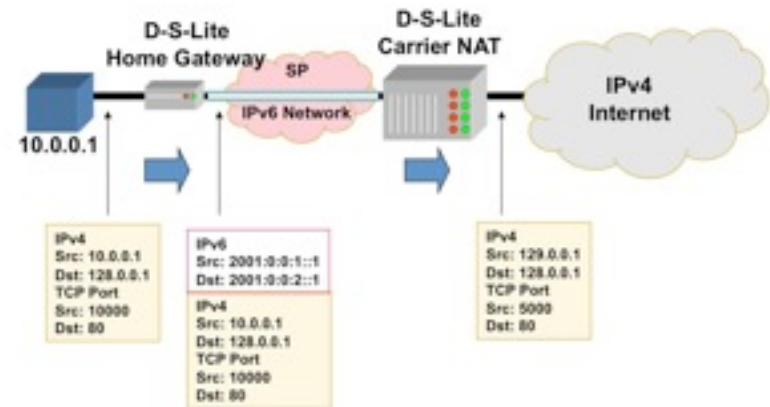 D-S-Lite
Home Gateway
D-S-Lite
Carrier NAT
SP
IPv6 Network
IPv4
Internet
10.0.0.1
IPv4
Src: 10.0.0.1
Dst: 128.0.0.1
TCP Port
Src: 10000
Dst: 80
IPv6
Src: 2001:0:0:1::1
Dst: 2001:0:0:2::1
IPv4
Src: 10.0.0.1
Dst: 128.0.0.1
TCP Port
Src: 10000
Dst: 80
IPv4
Src: 129.0.0.1
Dst: 128.0.0.1
TCP Port
Src: 5000
Dst: 80